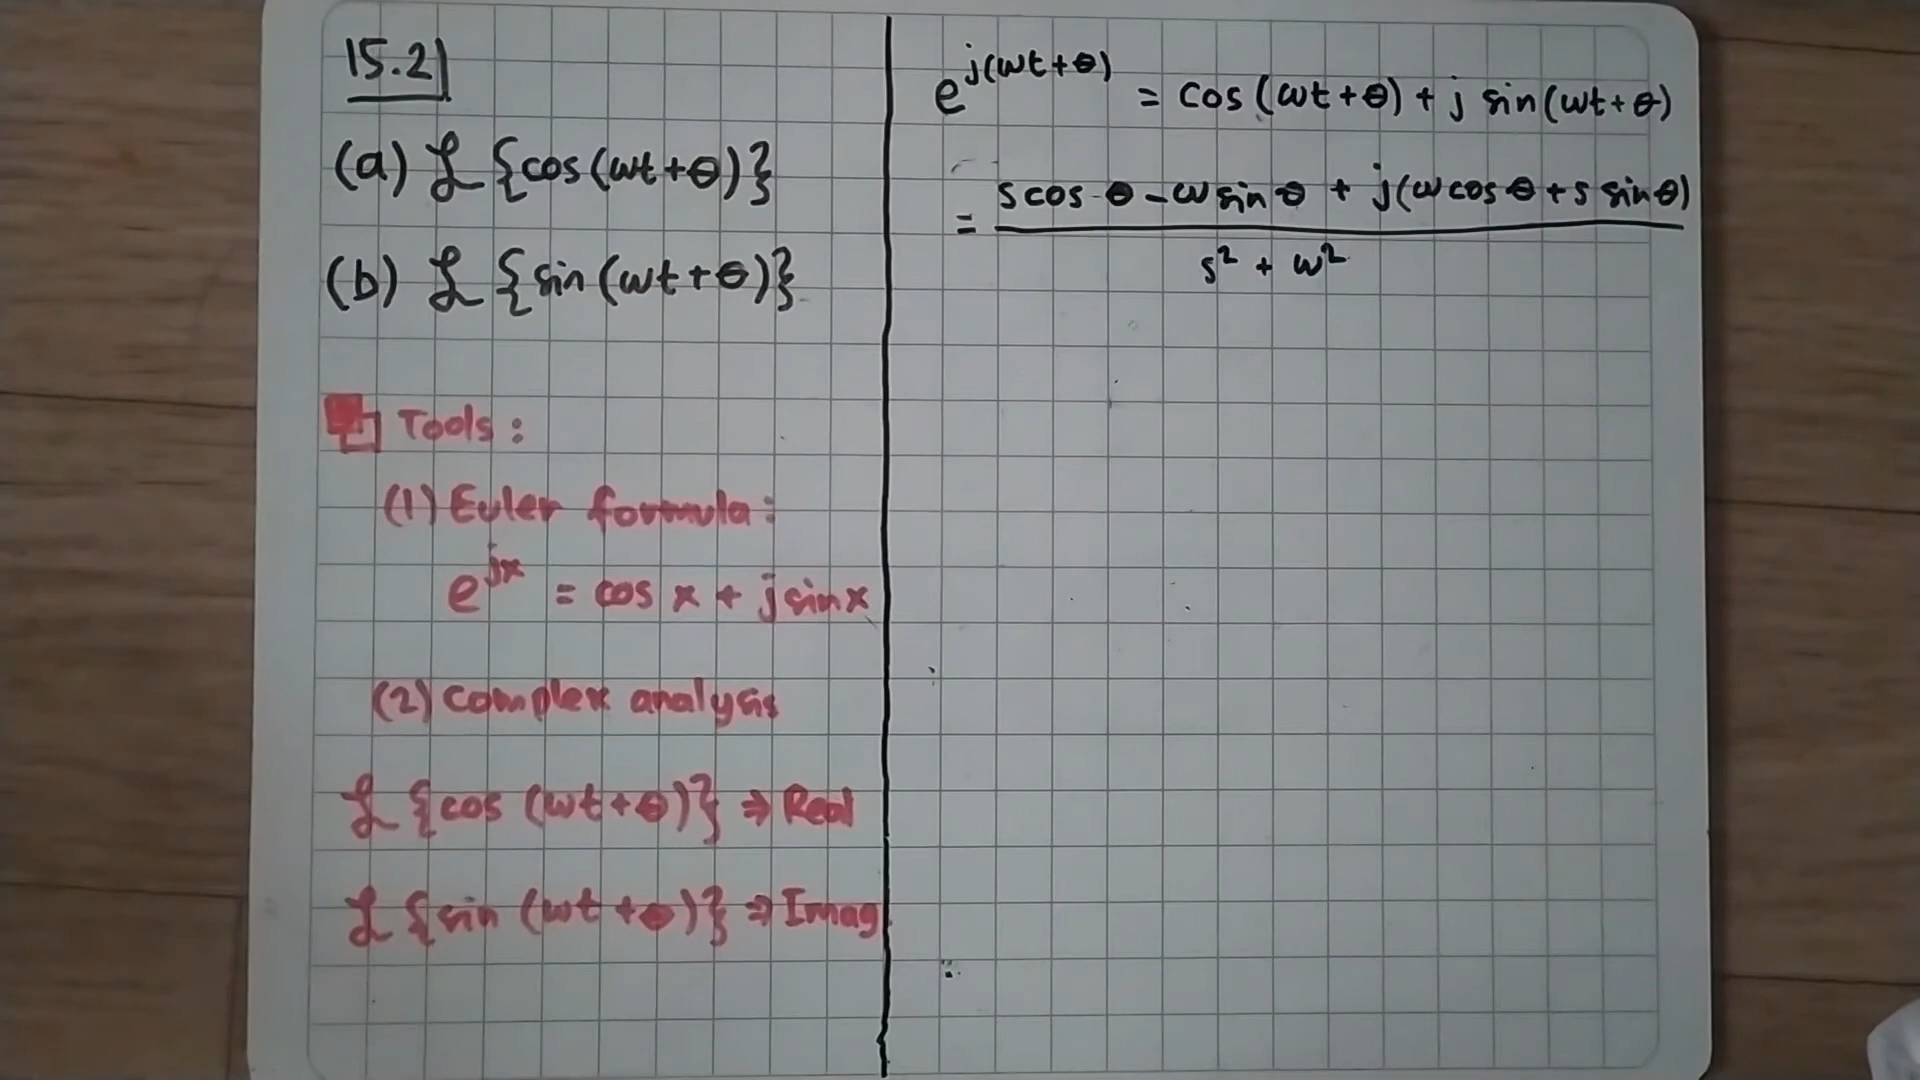 15.2
(a) ℒ {cos(ωt+θ)}
(b) ℒ {sin(ωt+θ)}
Tools:
(1) Euler formula:
e^jx = cos x + j sin x
(2) Complex analysis
ℒ {cos (ωt+θ)} ⇒ Real
ℒ {sin (ωt+θ)} ⇒ Imag
e^j(ωt+θ) = cos (ωt+θ) + j sin(ωt+θ)
= s cos θ - ω sin θ + j(ω cos θ + s sin θ)
s² + ω²